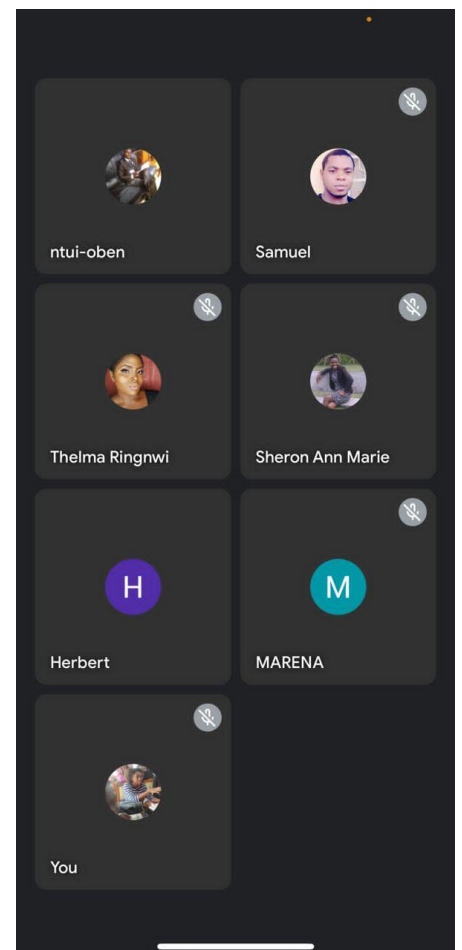 ntui-oben
Samuel
Thelma Ringnwi
Sheron Ann Marie
H
Herbert
M
MARENA
You